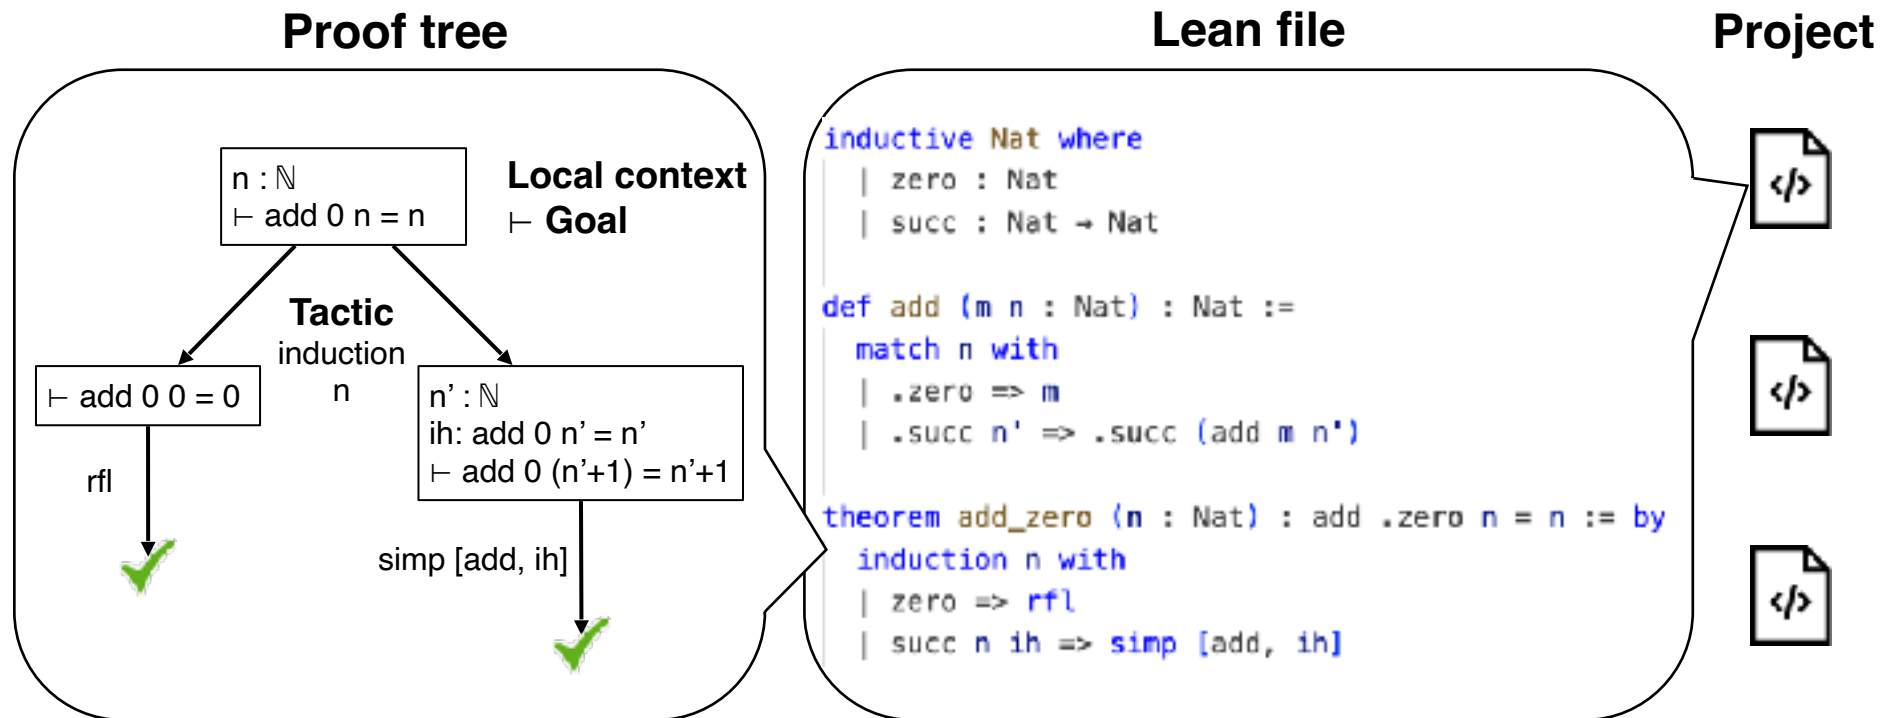 Proof tree
Lean file
Project
n : ℕ
⊢ add 0 n = n
Local context
⊢ Goal
Tactic
induction
n
⊢ add 0 0 = 0
n’ : ℕ
ih: add 0 n’ = n’
⊢ add 0 (n’+1) = n’+1
rfl
simp [add, ih]
inductive Nat where
| zero : Nat
| succ : Nat → Nat
def add (m n : Nat) : Nat :=
match n with
| .zero => m
| .succ n' => .succ (add m n')
theorem add_zero (n : Nat) : add .zero n = n := by
induction n with
| zero => rfl
| succ n ih => simp [add, ih]
</>
</>
</>